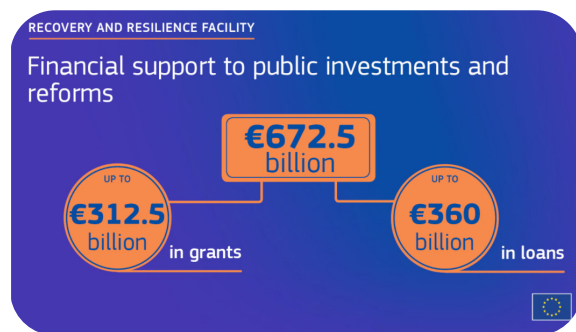 RECOVERY AND RESILIENCE FACILITY
Financial support to public investments and
reforms
€672.5
billion
UP TO
€312.5
billion
in grants
UP TO
€360
billion
in loans